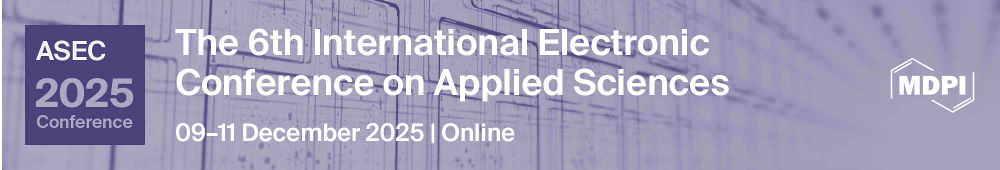 ASEC
2025
Conference
The 6th International Electronic
Conference on Applied Sciences
09–11 December 2025 | Online
MDPI